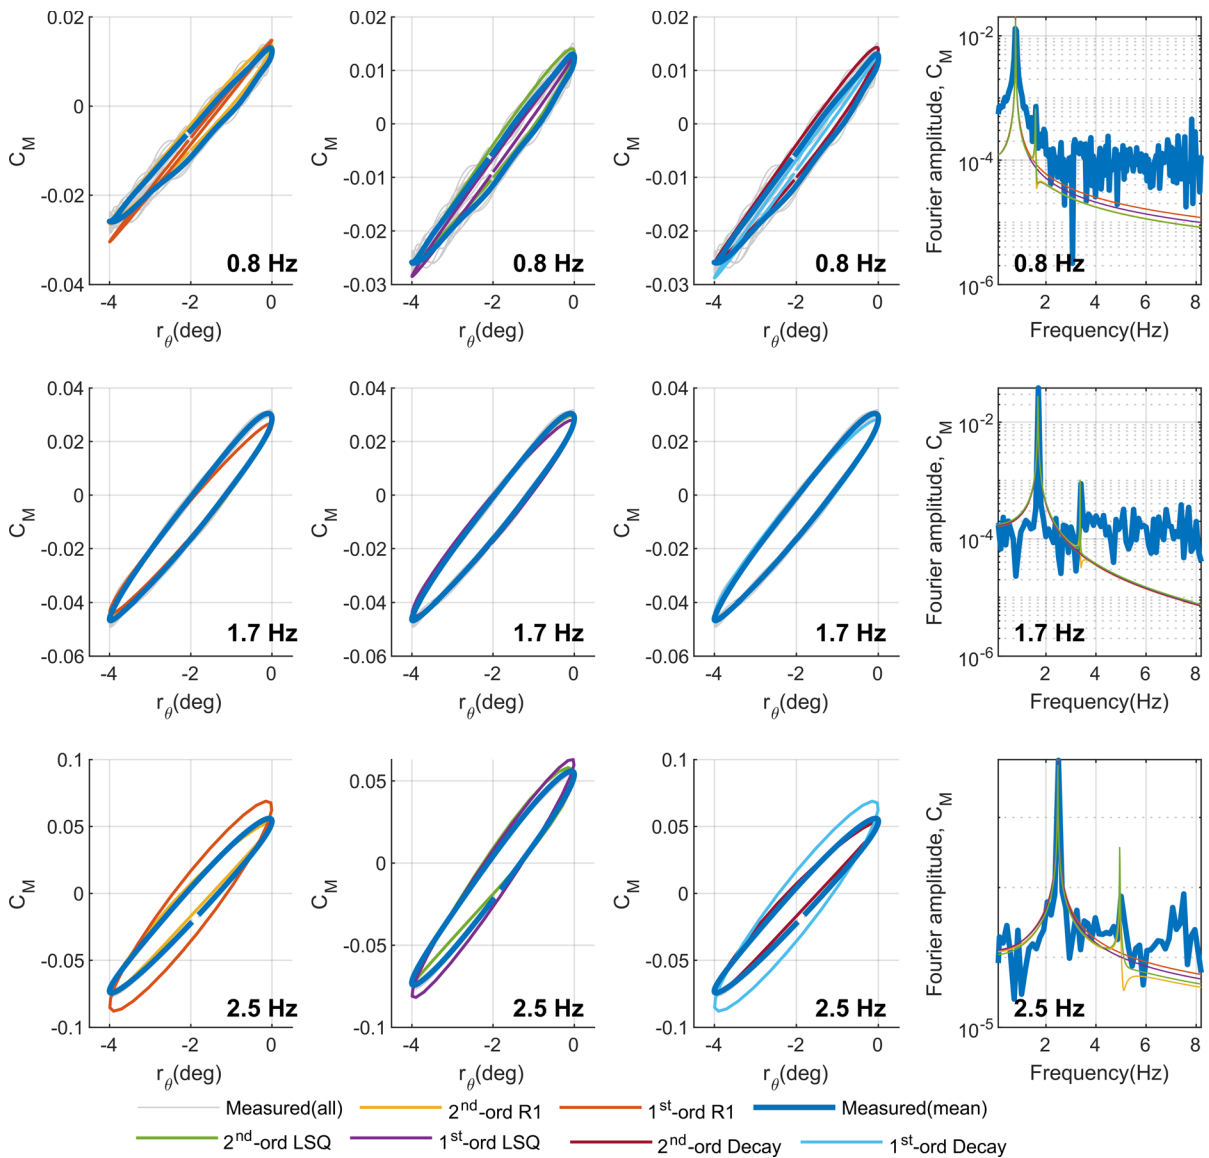 0.02
0
-0.02
-0.04
C_M
-4
-2
0
r_θ(deg)
0.8 Hz
0.02
0.01
0
-0.01
-0.02
-0.03
C_M
-4
-2
0
r_θ(deg)
0.8 Hz
0.02
0.01
0
-0.01
-0.02
-0.03
C_M
-4
-2
0
r_θ(deg)
0.8 Hz
10^-2
10^-4
10^-6
Fourier amplitude, C_M
2 4 6 8
Frequency(Hz)
0.8 Hz
0.04
0.02
0
-0.02
-0.04
-0.06
C_M
-4
-2
0
r_θ(deg)
1.7 Hz
0.04
0.02
0
-0.02
-0.04
-0.06
C_M
-4
-2
0
r_θ(deg)
1.7 Hz
0.04
0.02
0
-0.02
-0.04
-0.06
C_M
-4
-2
0
r_θ(deg)
1.7 Hz
10^-2
10^-4
10^-6
Fourier amplitude, C_M
2 4 6 8
Frequency(Hz)
1.7 Hz
0.1
0.05
0
-0.05
-0.1
C_M
-4
-2
0
r_θ(deg)
2.5 Hz
0.05
0
-0.05
-0.1
C_M
-4
-2
0
r_θ(deg)
2.5 Hz
0.1
0.05
0
-0.05
-0.1
C_M
-4
-2
0
r_θ(deg)
2.5 Hz
10^-5
Fourier amplitude, C_M
2 4 6 8
Frequency(Hz)
2.5 Hz
Measured(all) 2nd-ord R1 1st-ord R1 Measured(mean)
2nd-ord LSQ 1st-ord LSQ 2nd-ord Decay 1st-ord Decay